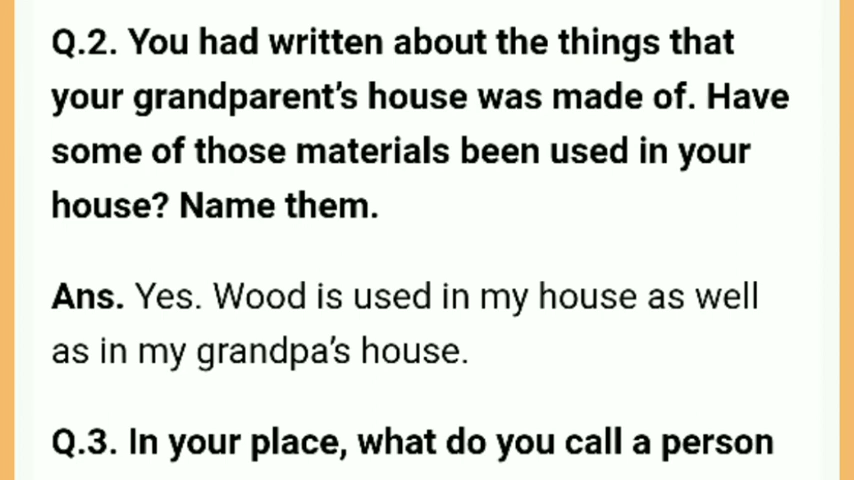 Q.2. You had written about the things that
your grandparent’s house was made of. Have
some of those materials been used in your
house? Name them.
Ans. Yes. Wood is used in my house as well
as in my grandpa’s house.
Q.3. In your place, what do you call a person